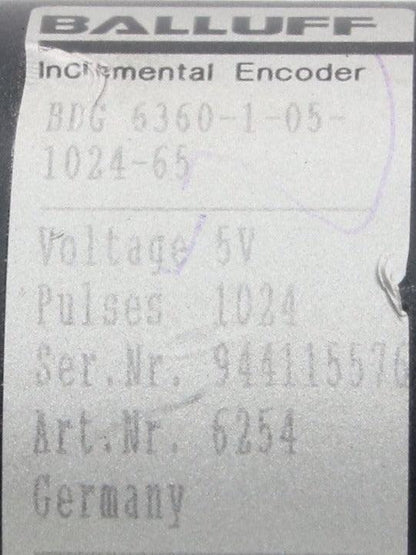 BALLUFF
Incremental Encoder
BDG 6360-1-05-
1024-65
Voltage 5V
Pulses 1024
Ser.Nr. 944115576
Art.Nr. 6254
Germany